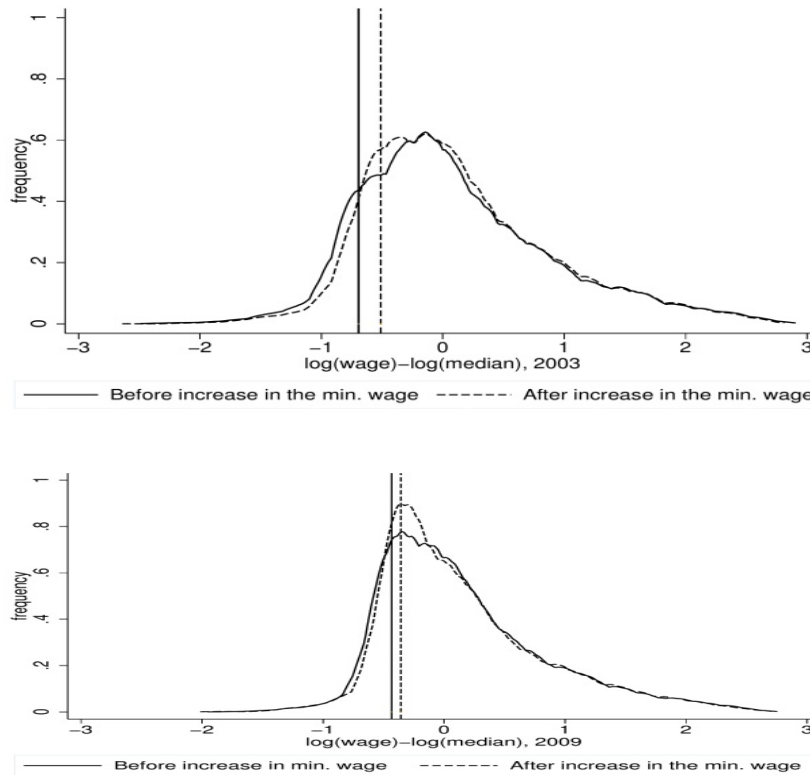 1
.8
.6
frequency
.4
.2
0
−3 −2 −1 0 1 2 3
log(wage)−log(median), 2003
Before increase in the min. wage After increase in the min. wage
1
.8
.6
frequency
.4
.2
0
−3 −2 −1 0 1 2 3
log(wage)−log(median), 2009
Before increase in min. wage After increase in the min. wage